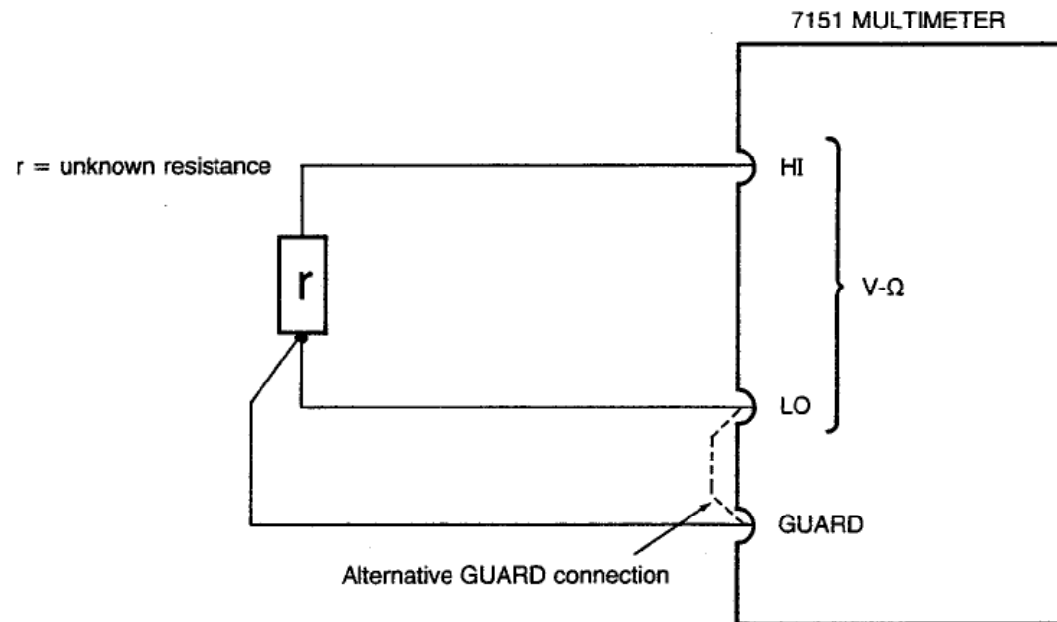 7151 MULTIMETER
r = unknown resistance
HI
r
V-Ω
LO
GUARD
Alternative GUARD connection